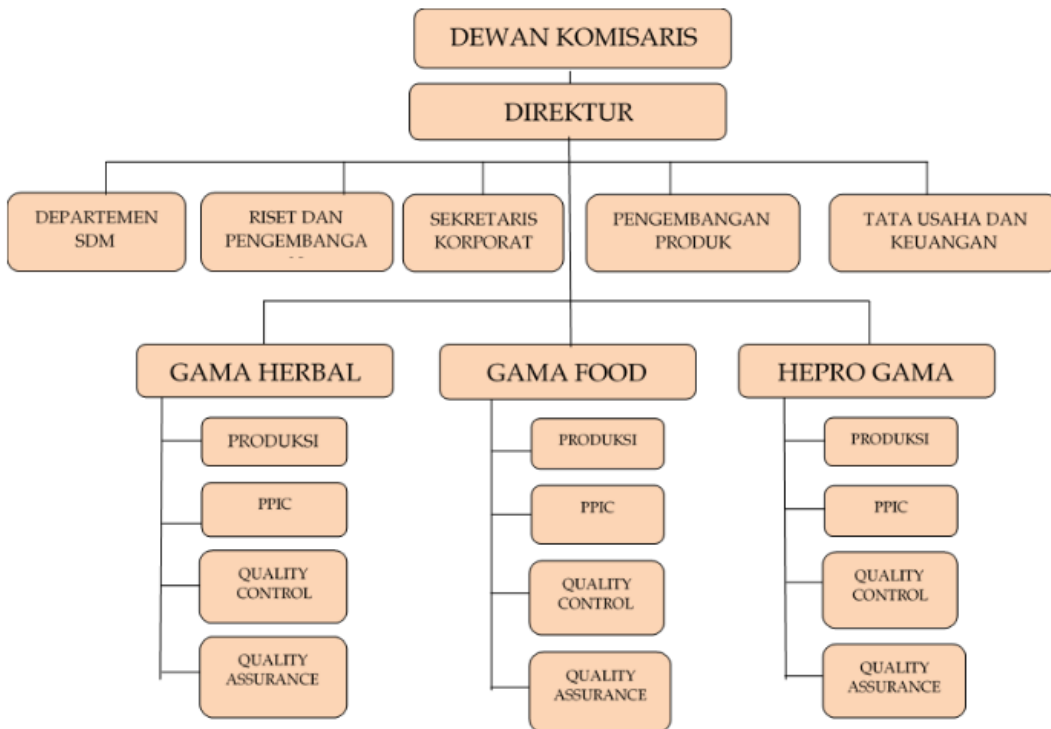 DEWAN KOMISARIS
DIREKTUR
DEPARTEMEN
SDM
RISET DAN
PENGEMBANGA
SEKRETARIS
KORPORAT
PENGEMBANGAN
PRODUK
TATA USAHA DAN
KEUANGAN
GAMA HERBAL
PRODUKSI
PPIC
QUALITY
CONTROL
QUALITY
ASSURANCE
GAMA FOOD
PRODUKSI
PPIC
QUALITY
CONTROL
QUALITY
ASSURANCE
HEPRO GAMA
PRODUKSI
PPIC
QUALITY
CONTROL
QUALITY
ASSURANCE